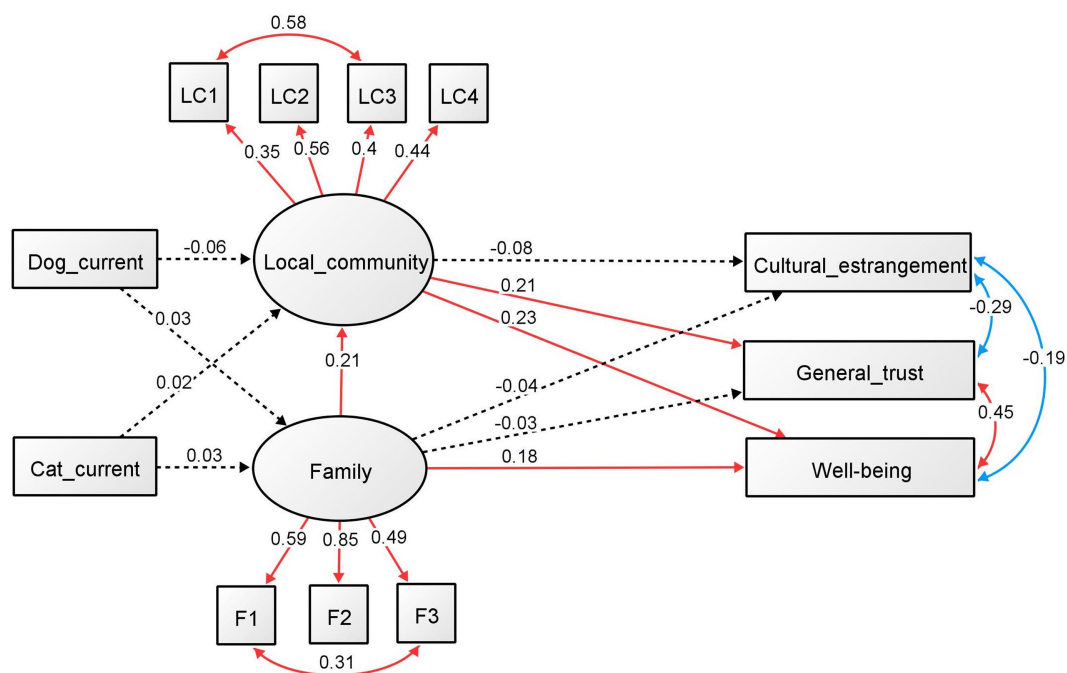 0.58
LC1 LC2 LC3 LC4
0.35 0.56 0.4 0.44
Dog_current -0.06 Local_community -0.08 Cultural_estrangement
0.21
0.03 0.23 -0.29
0.02 0.21 -0.04 General_trust -0.19
-0.03 0.45
Cat_current 0.03 Family 0.18 Well-being
0.59 0.85 0.49
F1 F2 F3
0.31